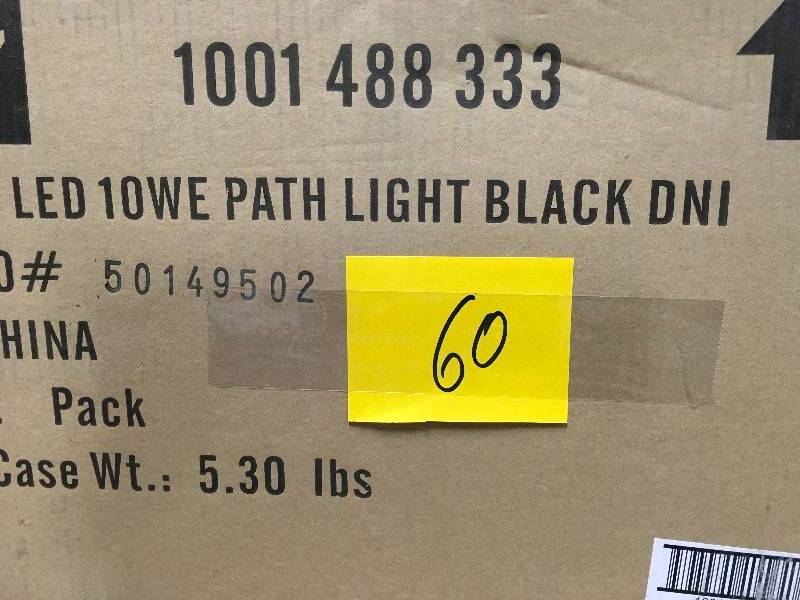 1001 488 333
LED 10WE PATH LIGHT BLACK DNI
O# 50149502
60
HINA
Pack
Case Wt.: 5.30 lbs